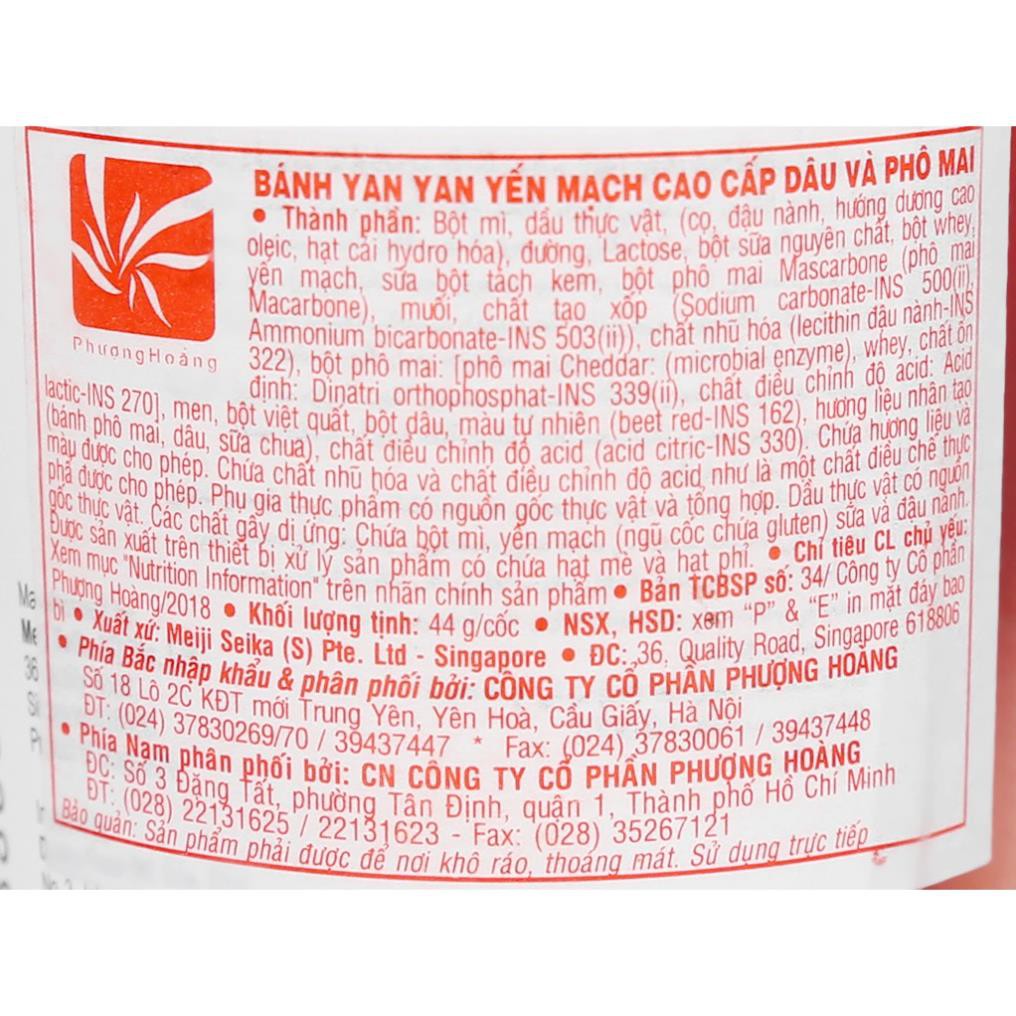 PhượngHoàng
BÁNH YAN YAN YẾN MẠCH CAO CẤP DÂU VÀ PHÔ MAI
• Thành phần: Bột mì, dầu thực vật, (cọ, đậu nành, hướng dương cao
oleic, hạt cải hydro hóa), đường, Lactose, bột sữa nguyên chất, bột whey,
yến mạch, sữa bột tách kem, bột phô mai Mascarbone (phô mai
Macarbone), muối, chất tạo xốp (Sodium carbonate-INS 500(ii),
Ammonium bicarbonate-INS 503(ii)), chất nhũ hóa (lecithin đậu nành-INS
322), bột phô mai: [phô mai Cheddar: (microbial enzyme), whey, chất ổn
định: Dinatri orthophosphat-INS 339(ii), chất điều chỉnh độ acid: Acid
lactic-INS 270], men, bột việt quất, bột dâu, màu tự nhiên (beet red-INS 162), hương liệu nhân tạo
(bánh phô mai, dâu, sữa chua), chất điều chỉnh độ acid (acid citric-INS 330). Chứa hương liệu và
màu được cho phép. Chứa chất nhũ hóa và chất điều chỉnh độ acid như là một chất điều chế thực
phẩ được cho phép. Phụ gia thực phẩm có nguồn gốc thực vật và tổng hợp. Dầu thực vật có nguồn
gốc thực vật. Các chất gây dị ứng: Chứa bột mì, yến mạch (ngũ cốc chứa gluten) sữa và đậu nành.
Được sản xuất trên thiết bị xử lý sản phẩm có chứa hạt mè và hạt phỉ. • Chỉ tiêu CL chủ yếu:
Xem mục "Nutrition Information" trên nhãn chính sản phẩm • Bản TCBSP số: 34/ Công ty Cổ phần
Phượng Hoàng/2018 • Khối lượng tịnh: 44 g/cốc • NSX, HSD: xem "P" & "E" in mặt đáy bao
bì • Xuất xứ: Meiji Seika (S) Pte. Ltd - Singapore • ĐC: 36, Quality Road, Singapore 618806
• Phía Bắc nhập khẩu & phân phối bởi: CÔNG TY CỔ PHẦN PHƯỢNG HOÀNG
Số 18 Lô 2C KĐT mới Trung Yên, Yên Hoà, Cầu Giấy, Hà Nội
ĐT: (024) 37830269/70 / 39437447 * Fax: (024) 37830061 / 39437448
• Phía Nam phân phối bởi: CN CÔNG TY CỔ PHẦN PHƯỢNG HOÀNG
ĐC: Số 3 Đặng Tất, phường Tân Định, quận 1, Thành phố Hồ Chí Minh
ĐT: (028) 22131625 / 22131623 - Fax: (028) 35267121
Bảo quản: Sản phẩm phải được để nơi khô ráo, thoáng mát. Sử dụng trực tiếp